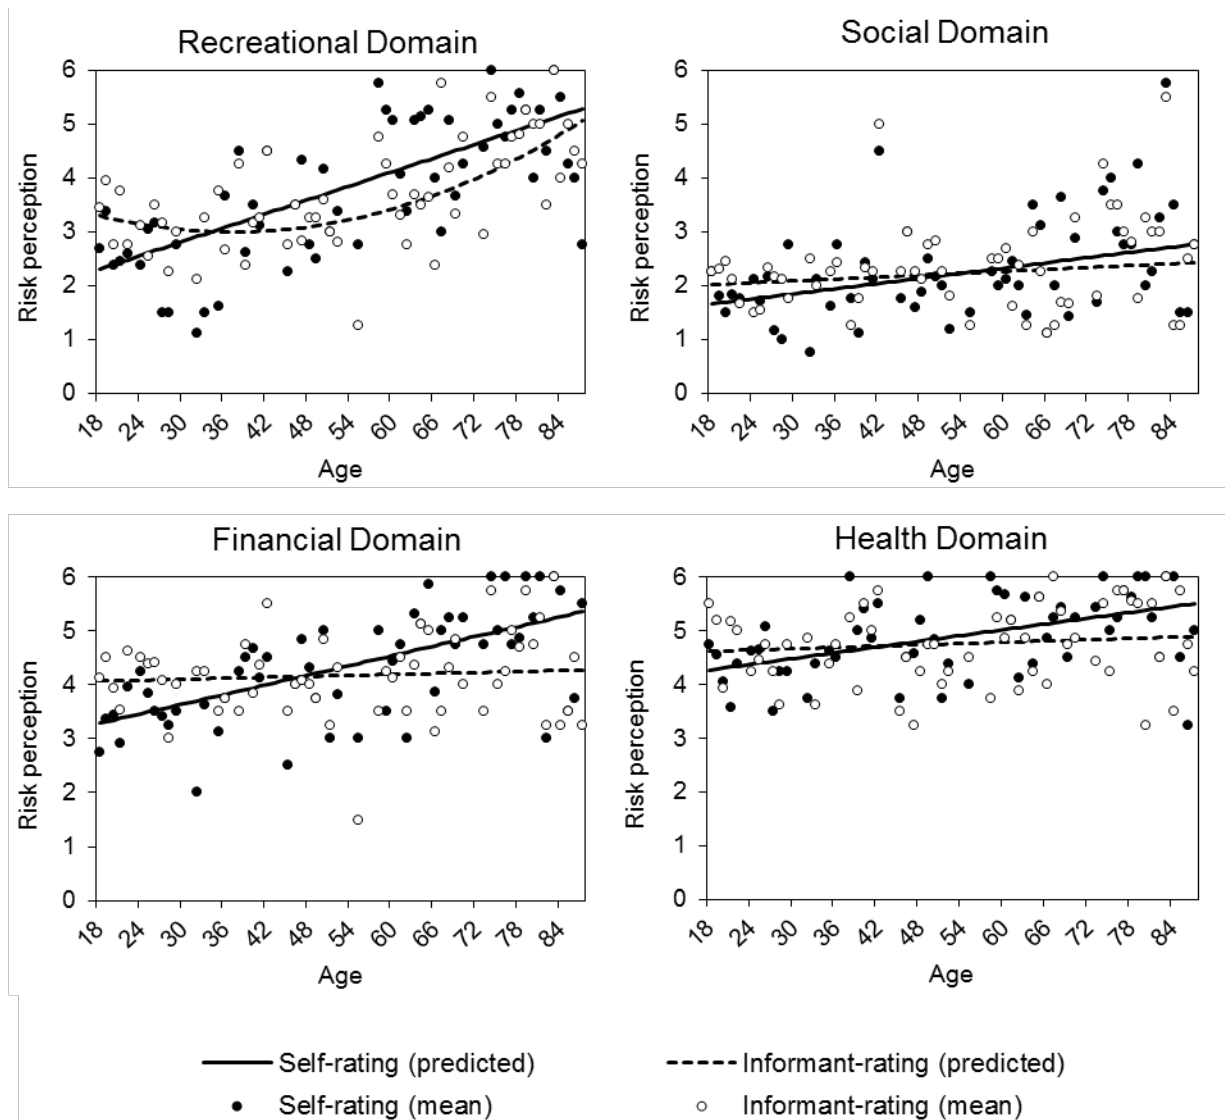 Recreational Domain
Risk perception
6
5
4
3
2
1
0
18 24 30 36 42 48 54 60 66 72 78 84
Age
Social Domain
Risk perception
6
5
4
3
2
1
0
18 24 30 36 42 48 54 60 66 72 78 84
Age
Financial Domain
Risk perception
6
5
4
3
2
1
0
18 24 30 36 42 48 54 60 66 72 78 84
Age
Health Domain
Risk perception
6
5
4
3
2
1
0
18 24 30 36 42 48 54 60 66 72 78 84
Age
Self-rating (predicted)
Informant-rating (predicted)
Self-rating (mean)
Informant-rating (mean)